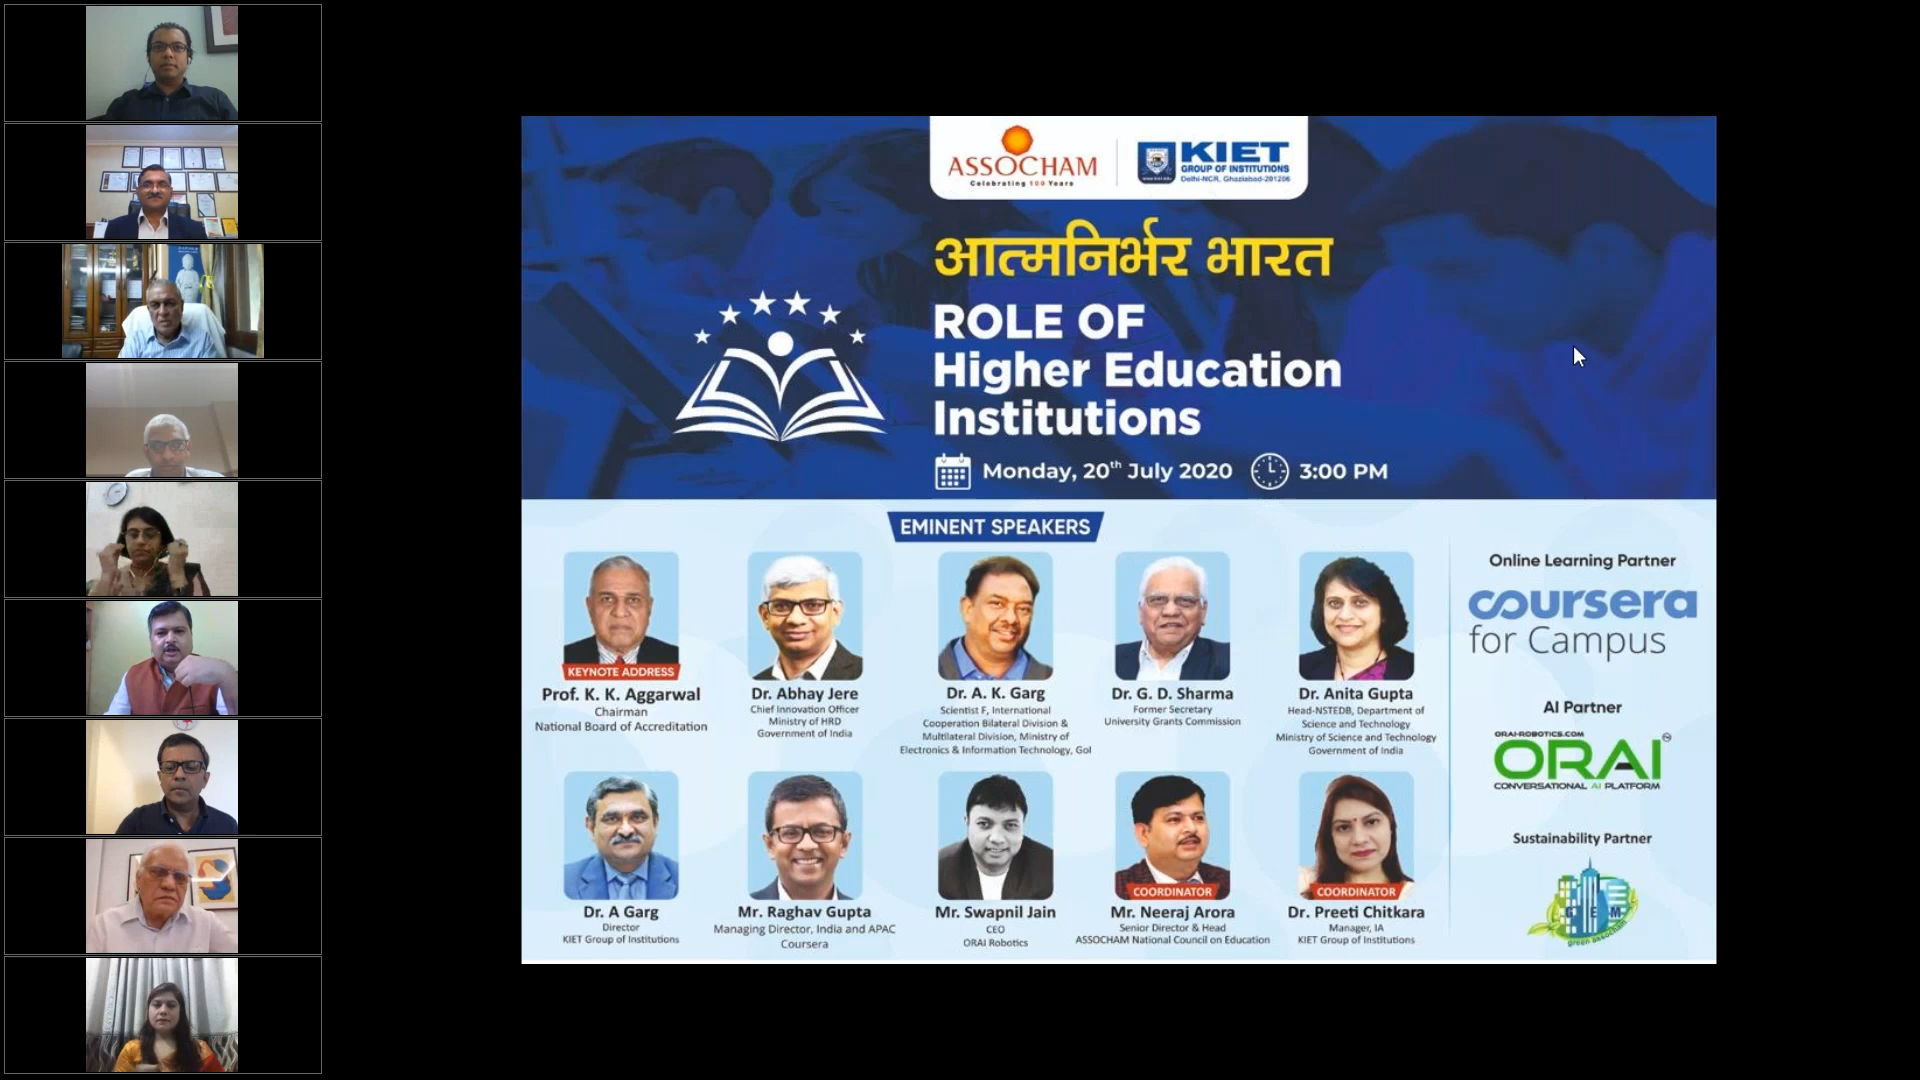 ASSOCHAM
Celebrating 100 Years
KIET
GROUP OF INSTITUTIONS
Delhi-NCR, Ghaziabad-201206
आत्मनिर्भर भारत
ROLE OF
Higher Education
Institutions
Monday, 20th July 2020
3:00 PM
EMINENT SPEAKERS
KEYNOTE ADDRESS
Prof. K. K. Aggarwal
Chairman
National Board of Accreditation
Dr. Abhay Jere
Chief Innovation Officer
Ministry of HRD
Government of India
Dr. A. K. Garg
Scientist F, International
Cooperation Bilateral Division &
Multilateral Division, Ministry of
Electronics & Information Technology, GoI
Dr. G. D. Sharma
Former Secretary
University Grants Commission
Dr. Anita Gupta
Head-NSTEDB, Department of
Science and Technology
Ministry of Science and Technology
Government of India
Dr. A Garg
Director
KIET Group of Institutions
Mr. Raghav Gupta
Managing Director, India and APAC
Coursera
Mr. Swapnil Jain
CEO
ORAI Robotics
COORDINATOR
Mr. Neeraj Arora
Senior Director & Head
ASSOCHAM National Council on Education
COORDINATOR
Dr. Preeti Chitkara
Manager, IA
KIET Group of Institutions
Online Learning Partner
coursera
for Campus
AI Partner
ORAI-ROBOTICS.COM
ORAI
CONVERSATIONAL AI PLATFORM
Sustainability Partner
GEM
green assocham